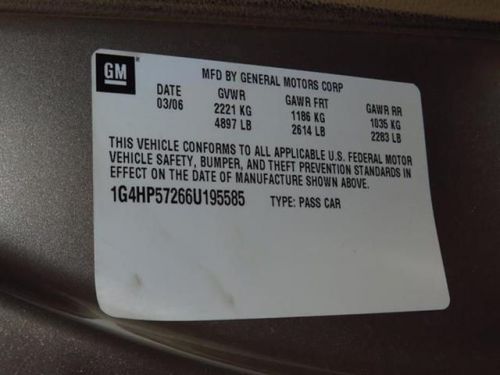 GM
MFD BY GENERAL MOTORS CORP
DATE GVWR GAWR FRT GAWR RR
03/06 2221 KG 1186 KG 1035 KG
4897 LB 2614 LB 2283 LB
THIS VEHICLE CONFORMS TO ALL APPLICABLE U.S. FEDERAL MOTOR
VEHICLE SAFETY, BUMPER, AND THEFT PREVENTION STANDARDS IN
EFFECT ON THE DATE OF MANUFACTURE SHOWN ABOVE.
1G4HP57266U195585 TYPE: PASS CAR